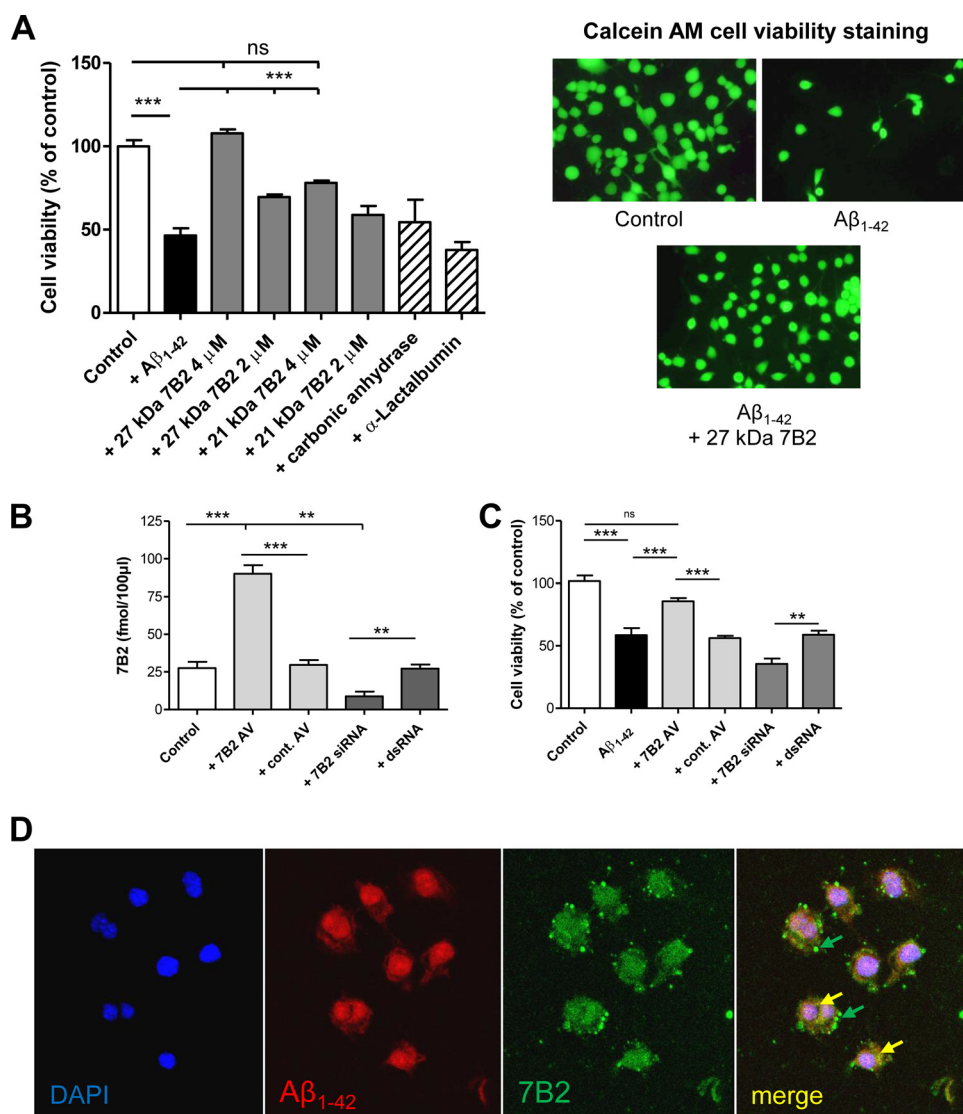 A
ns
***
***
150
100
50
0
Cell viabilty (% of control)
Control
+ Aβ1-42
+ 27 kDa 7B2 4 μM
+ 27 kDa 7B2 2 μM
+ 21 kDa 7B2 4 μM
+ 21 kDa 7B2 2 μM
+ carbonic anhydrase
+ α-Lactalbumin
Calcein AM cell viability staining
Control
Aβ1-42
Aβ1-42
+ 27 kDa 7B2
B
*** **
***
**
125
100
75
50
25
0
7B2 (fmol/100μl)
Control
+ 7B2 AV
+ cont. AV
+ 7B2 siRNA
+ dsRNA
C
ns
*** *** ***
**
150
100
50
0
Cell viability (% of control)
Control
Aβ1-42
+ 7B2 AV
+ cont. AV
+ 7B2 siRNA
+ dsRNA
D
DAPI
Aβ1-42
7B2
merge